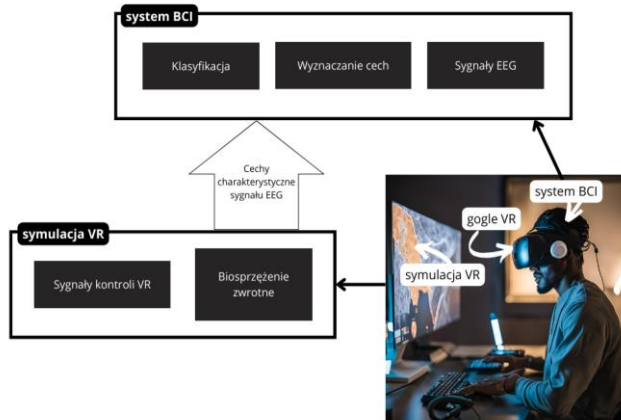 system BCI
Klasyfikacja
Wyznaczanie cech
Sygnały EEG
Cechy
charakterystyczne
sygnału EEG
system BCI
gogle VR
symulacja VR
symulacja VR
Sygnały kontroli VR
Biosprzężenie
zwrotne